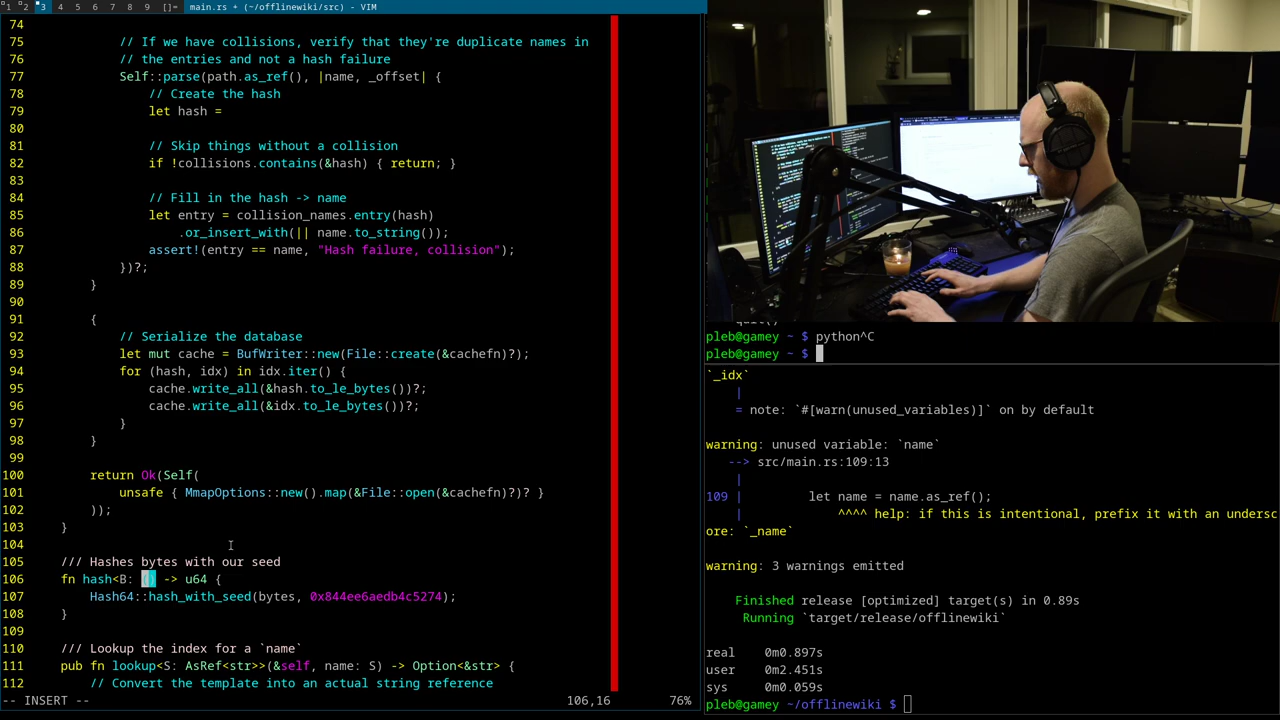 1 2 3 4 5 6 7 8 9 []= main.rs + (~/offlinewiki/src) - VIM
74
75 // If we have collisions, verify that they're duplicate names in
76 // the entries and not a hash failure
77 Self::parse(path.as_ref(), |name, _offset| {
78 // Create the hash
79 let hash =
80
81 // Skip things without a collision
82 if !collisions.contains(&hash) { return; }
83
84 // Fill in the hash -> name
85 let entry = collision_names.entry(hash)
86 .or_insert_with(|| name.to_string());
87 assert!(entry == name, "Hash failure, collision");
88 })?;
89 }
90
91 {
92 // Serialize the database
93 let mut cache = BufWriter::new(File::create(&cachefn)?);
94 for (hash, idx) in idx.iter() {
95 cache.write_all(&hash.to_le_bytes())?;
96 cache.write_all(&idx.to_le_bytes())?;
97 }
98 }
99
100 return Ok(Self(
101 unsafe { MmapOptions::new().map(&File::open(&cachefn)?)? }
102 ));
103 }
104
105 /// Hashes bytes with our seed
106 fn hash<B: () -> u64 {
107 Hash64::hash_with_seed(bytes, 0x844ee6aedb4c5274);
108 }
109
110 /// Lookup the index for a `name`
111 pub fn lookup<S: AsRef<str>>(&self, name: S) -> Option<&str> {
112 // Convert the template into an actual string reference
-- INSERT -- 106,16 76%
pleb@gamey ~ $ python^C
pleb@gamey ~ $
`_idx`
|
= note: `#[warn(unused_variables)]` on by default
warning: unused variable: `name`
--> src/main.rs:109:13
|
109 | let name = name.as_ref();
| ^^^^ help: if this is intentional, prefix it with an undersc
ore: `_name`
warning: 3 warnings emitted
Finished release [optimized] target(s) in 0.89s
Running `target/release/offlinewiki`
real 0m0.897s
user 0m2.451s
sys 0m0.059s
pleb@gamey ~/offlinewiki $